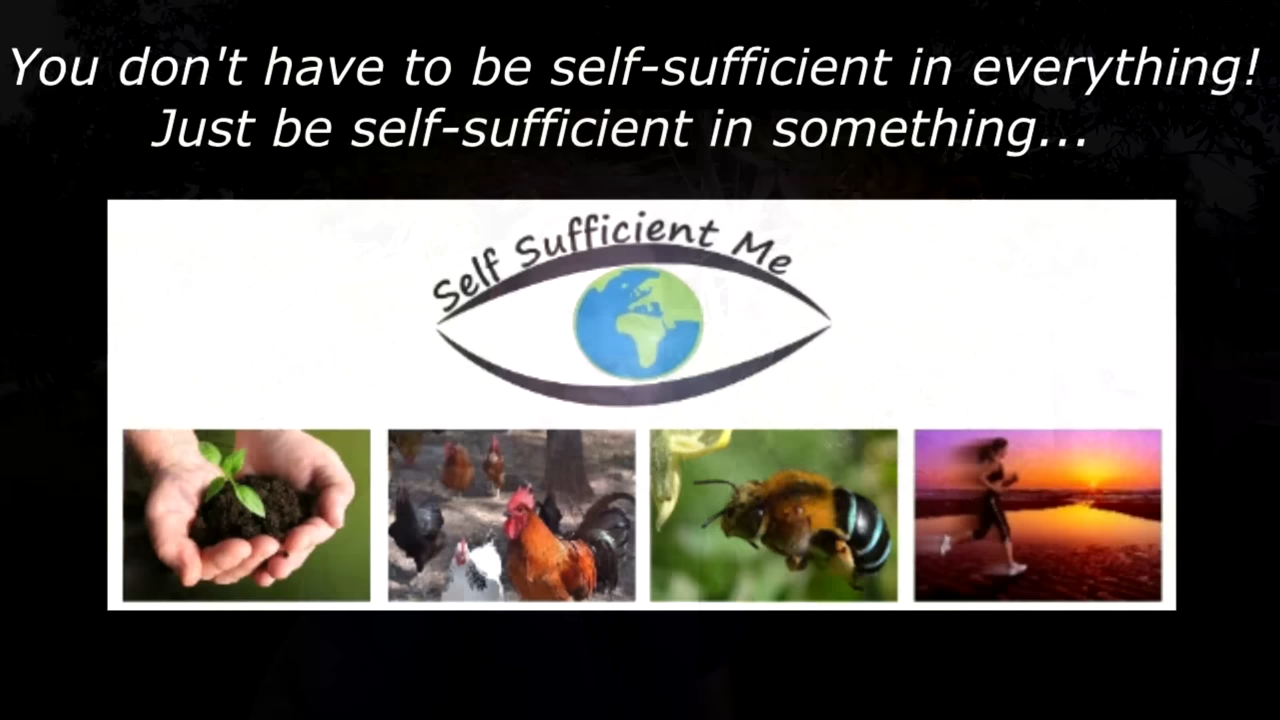 You don't have to be self-sufficient in everything!
Just be self-sufficient in something...
Self Sufficient Me